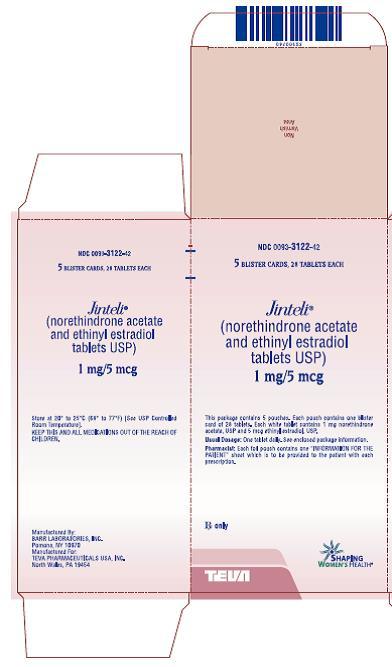 Non
Varnish
Area
NDC 0093-3122-42
5 BLISTER CARDS, 28 TABLETS EACH
Jinteli®
(norethindrone acetate
and ethinyl estradiol
tablets USP)
1 mg/5 mcg
Store at 20° to 25°C (68° to 77°F) [See USP Controlled
Room Temperature].
KEEP THIS AND ALL MEDICATIONS OUT OF THE REACH OF
CHILDREN.
Manufactured By:
BARR LABORATORIES, INC.
Pomona, NY 10970
Manufactured For:
TEVA PHARMACEUTICALS USA, INC.
North Wales, PA 19454
NDC 0093-3122-42
5 BLISTER CARDS, 28 TABLETS EACH
Jinteli®
(norethindrone acetate
and ethinyl estradiol
tablets USP)
1 mg/5 mcg
This package contains 5 pouches. Each pouch contains one blister
card of 28 tablets. Each white tablet contains 1 mg norethindrone
acetate, USP and 5 mcg ethinyl estradiol, USP.
Usual Dosage: One tablet daily. See enclosed package information.
Pharmacist: Each foil pouch contains one "INFORMATION FOR THE
PATIENT" sheet which is to be provided to the patient with each
prescription.
℞ only
SHAPING
WOMEN'S HEALTH®
TEVA